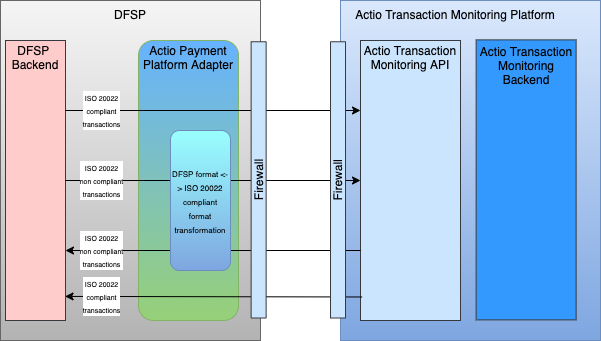 DFSP
Actio Transaction Monitoring Platform
DFSP
Backend
Actio Payment
Platform Adapter
Actio Transaction
Monitoring API
Actio Transaction
Monitoring
Backend
ISO 20022
compliant
transactions
ISO 20022
non compliant
transactions
DFSP format <-
> ISO 20022
compliant
format
transformation
Firewall
Firewall
ISO 20022
non compliant
transactions
ISO 20022
compliant
transactions